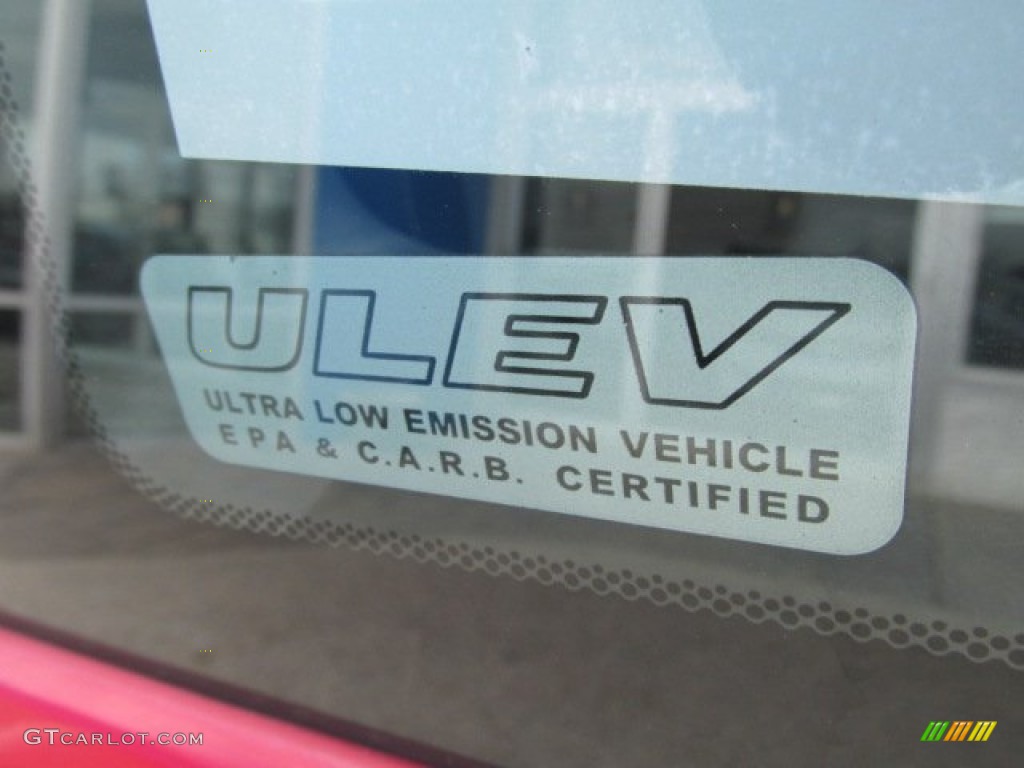 ULEV
ULTRA LOW EMISSION VEHICLE
EPA & C.A.R.B. CERTIFIED
GTCARLOT.COM